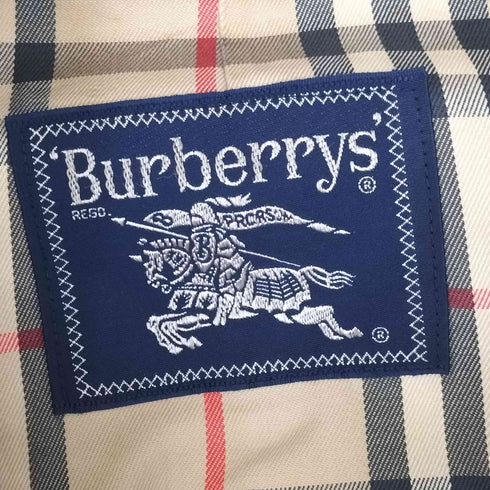 'Burberrys'®
REGD.
PRORSUM
B
®